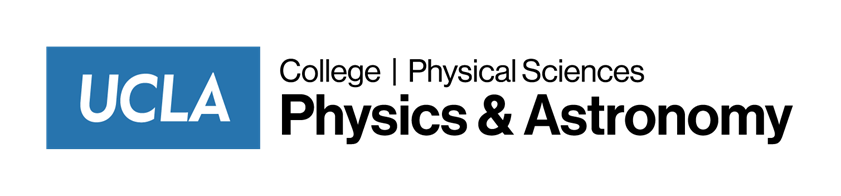 UCLA
College | Physical Sciences
Physics & Astronomy